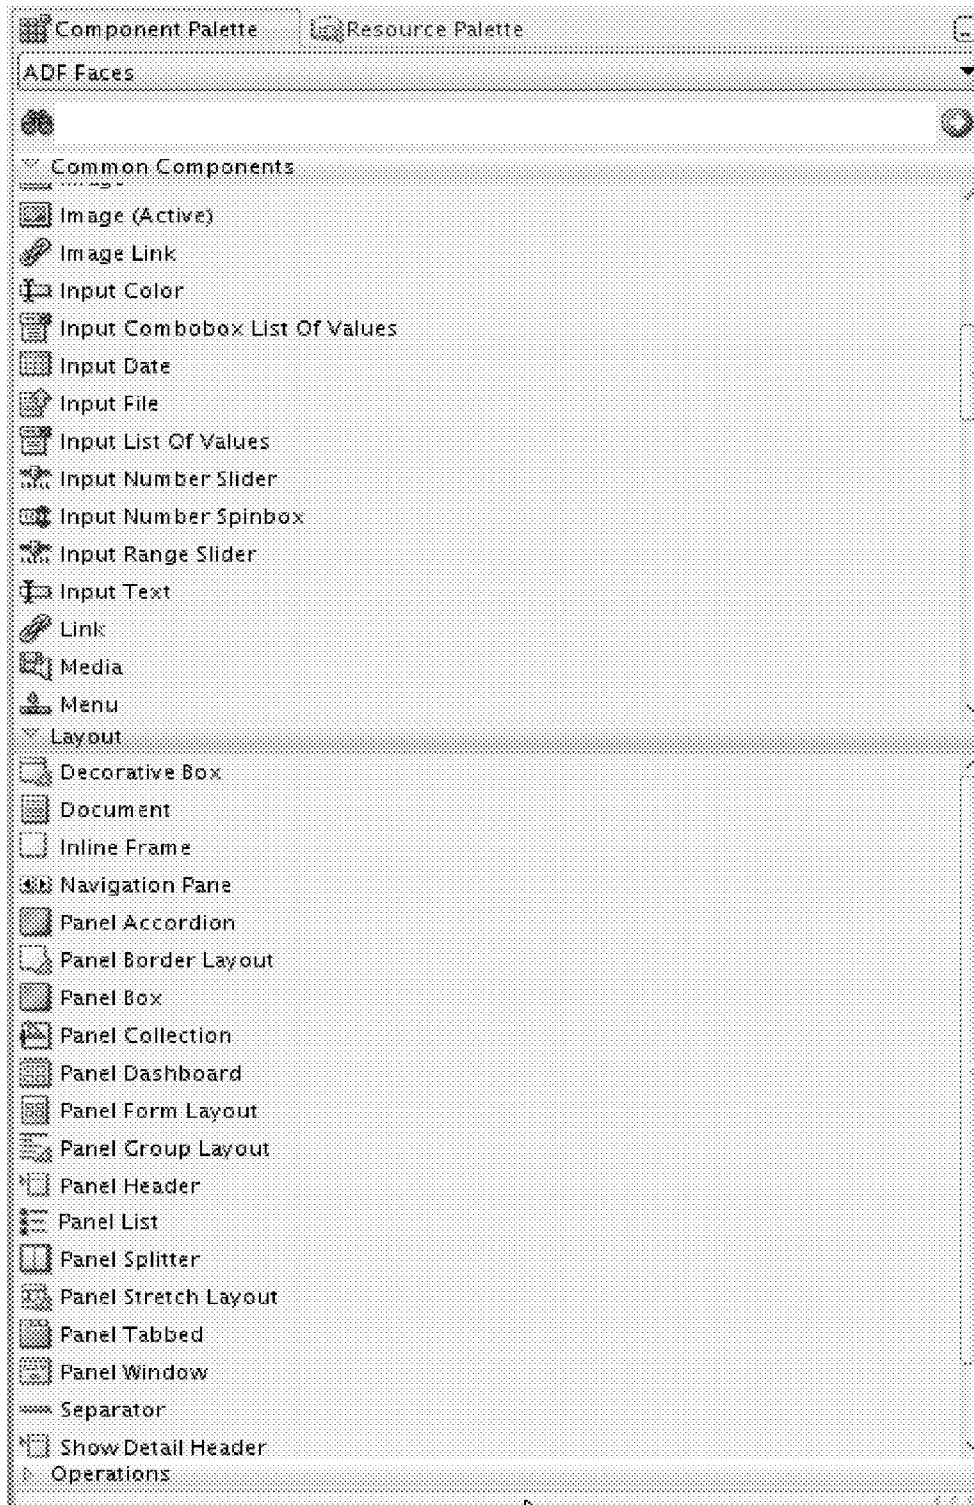 Component Palette Resource Palette
ADF Faces
Common Components
Image
Image (Active)
Image Link
Input Color
Input Combobox List Of Values
Input Date
Input File
Input List Of Values
Input Number Slider
Input Number Spinbox
Input Range Slider
Input Text
Link
Media
Menu
Layout
Decorative Box
Document
Inline Frame
Navigation Pane
Panel Accordion
Panel Border Layout
Panel Box
Panel Collection
Panel Dashboard
Panel Form Layout
Panel Group Layout
Panel Header
Panel List
Panel Splitter
Panel Stretch Layout
Panel Tabbed
Panel Window
Separator
Show Detail Header
Operations